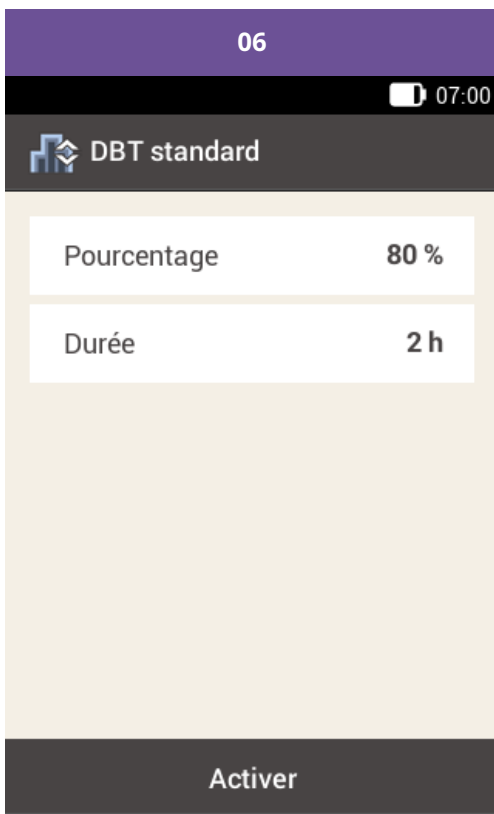 06
07:00
DBT standard
Pourcentage 80 %
Durée 2 h
Activer